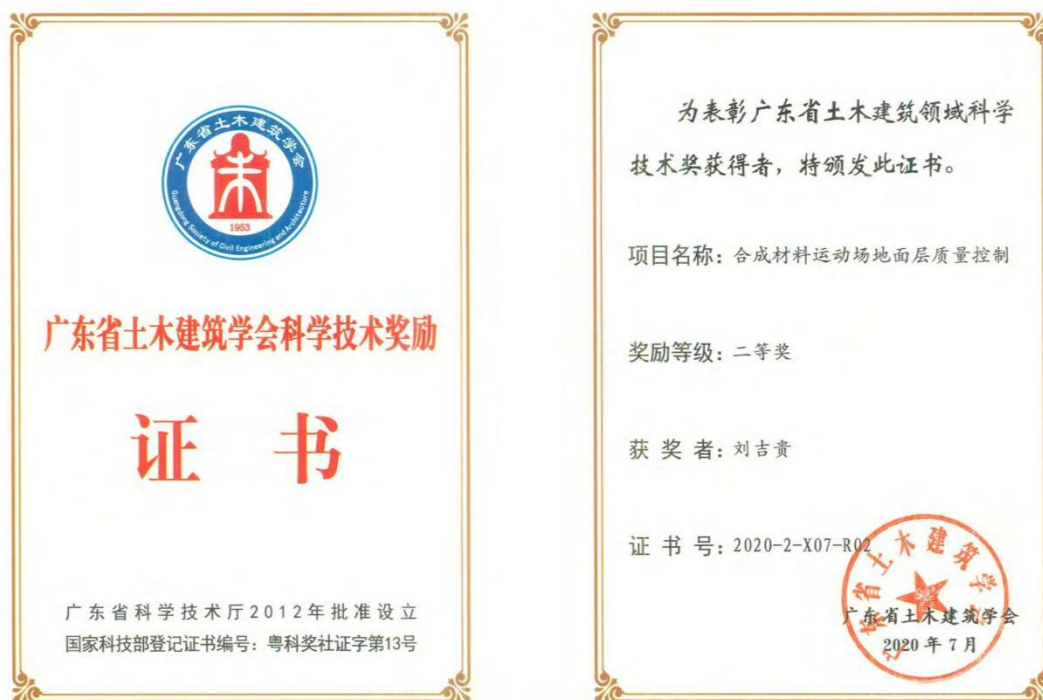 广东省土木建筑学会
1953
Guangdong Society of Civil Engineering and Architecture
广东省土木建筑学会科学技术奖励
证 书
广东省科学技术厅2012年批准设立
国家科技部登记证书编号：粤科奖社证字第13号
为表彰广东省土木建筑领域科学
技术奖获得者，特颁发此证书。
项目名称：合成材料运动场地面层质量控制
奖励等级：二等奖
获 奖 者：刘吉贵
证 书 号：2020-2-X07-R02
广东省土木建筑学会
广东省土木建筑学会
2020年7月